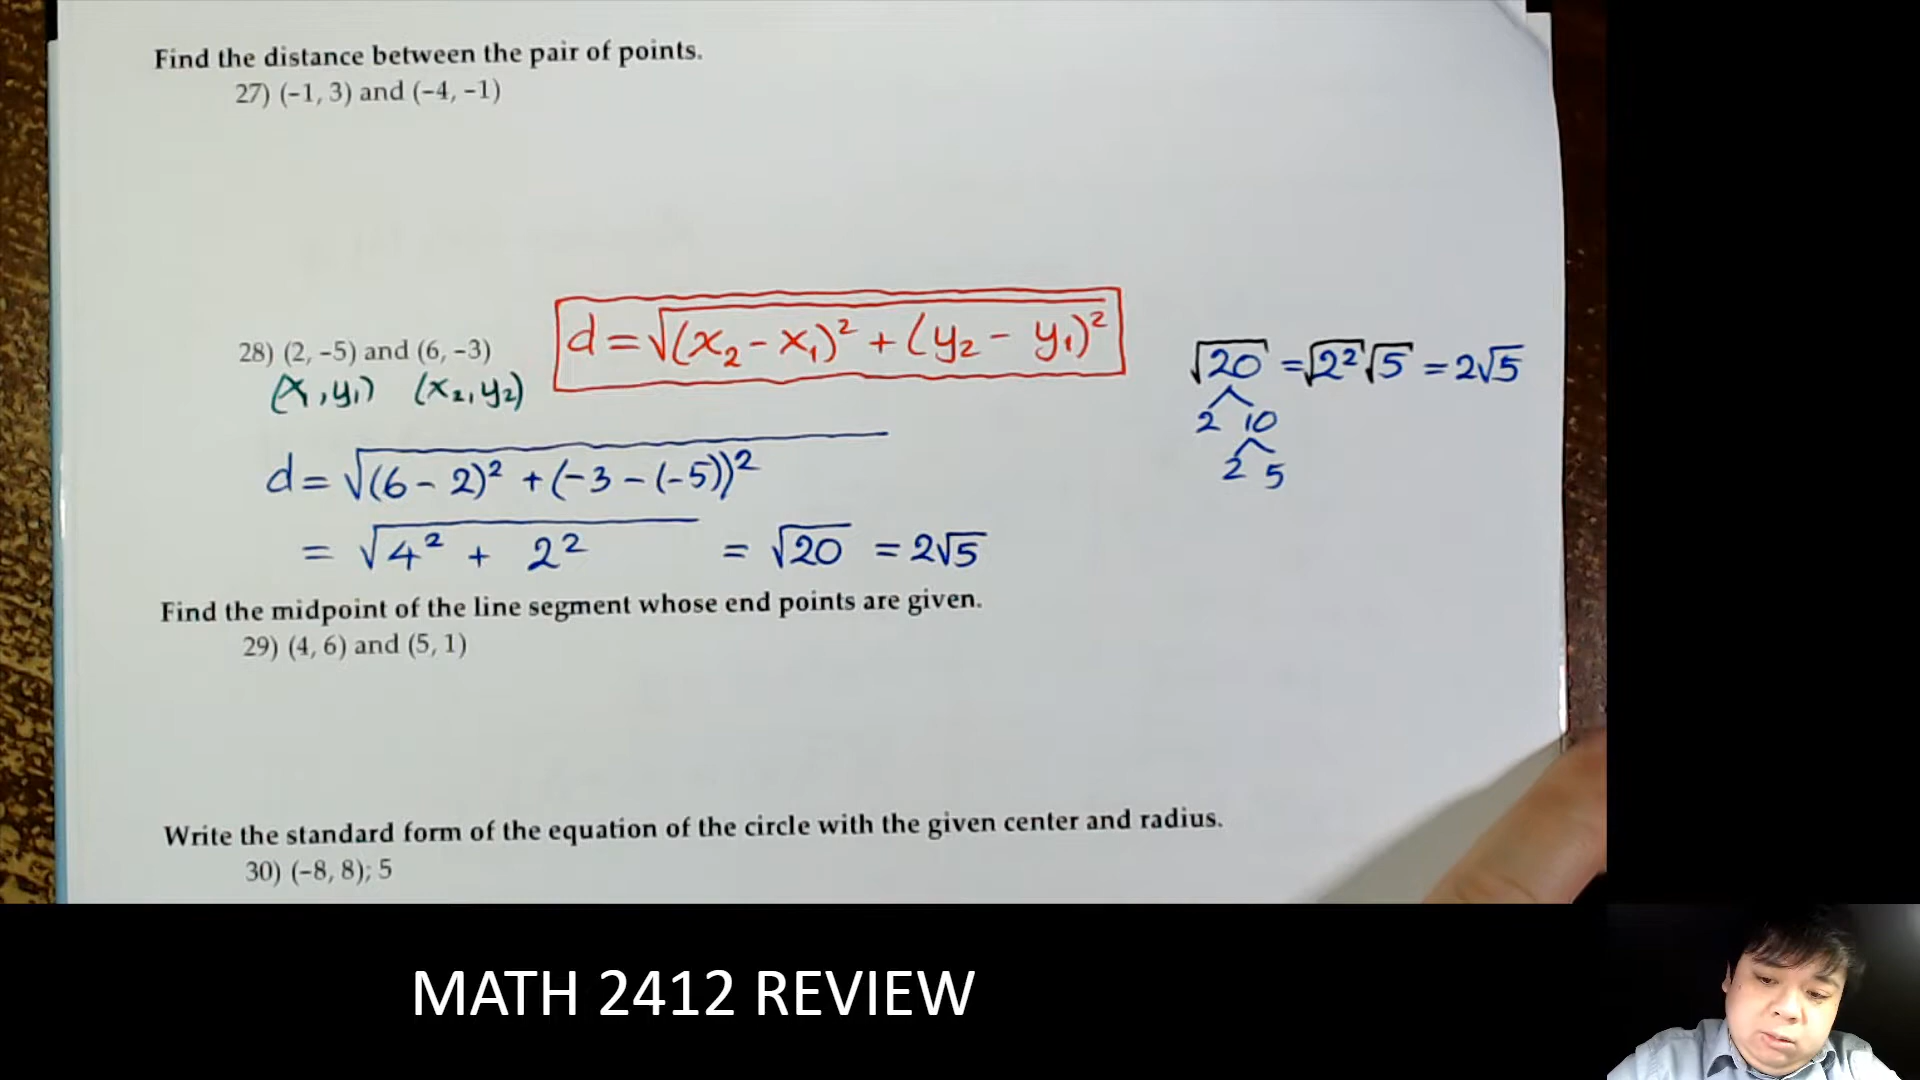 Find the distance between the pair of points.
27) (−1, 3) and (−4, −1)
d = √(x₂ − x₁)² + (y₂ − y₁)²
28) (2, −5) and (6, −3)
(x, y₁) (x₂, y₂)
√20 = √2² √5 = 2√5
2 10
2 5
d = √(6 − 2)² + (−3 − (−5))²
= √4² + 2² = √20 = 2√5
Find the midpoint of the line segment whose end points are given.
29) (4, 6) and (5, 1)
Write the standard form of the equation of the circle with the given center and radius.
30) (−8, 8); 5
MATH 2412 REVIEW